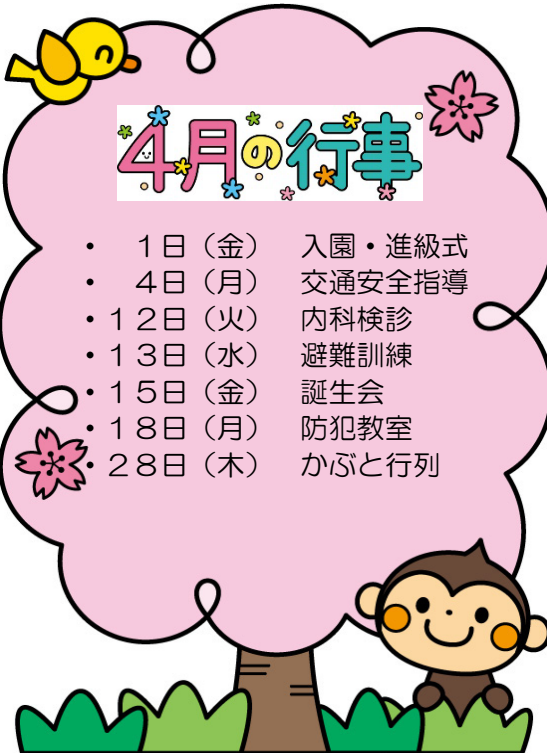 4月の行事
・　１日（金）　入園・進級式
・　４日（月）　交通安全指導
・１２日（火）　内科検診
・１３日（水）　避難訓練
・１５日（金）　誕生会
・１８日（月）　防犯教室
・２８日（木）　かぶと行列